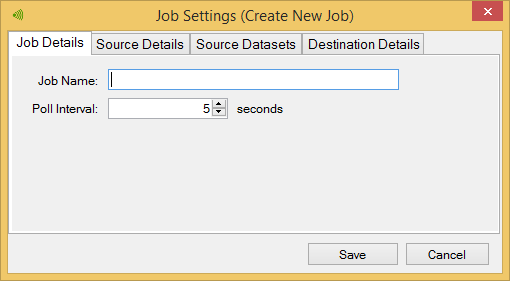 Job Settings (Create New Job)
Job Details Source Details Source Datasets Destination Details
Job Name:
Poll Interval: 5 seconds
Save Cancel